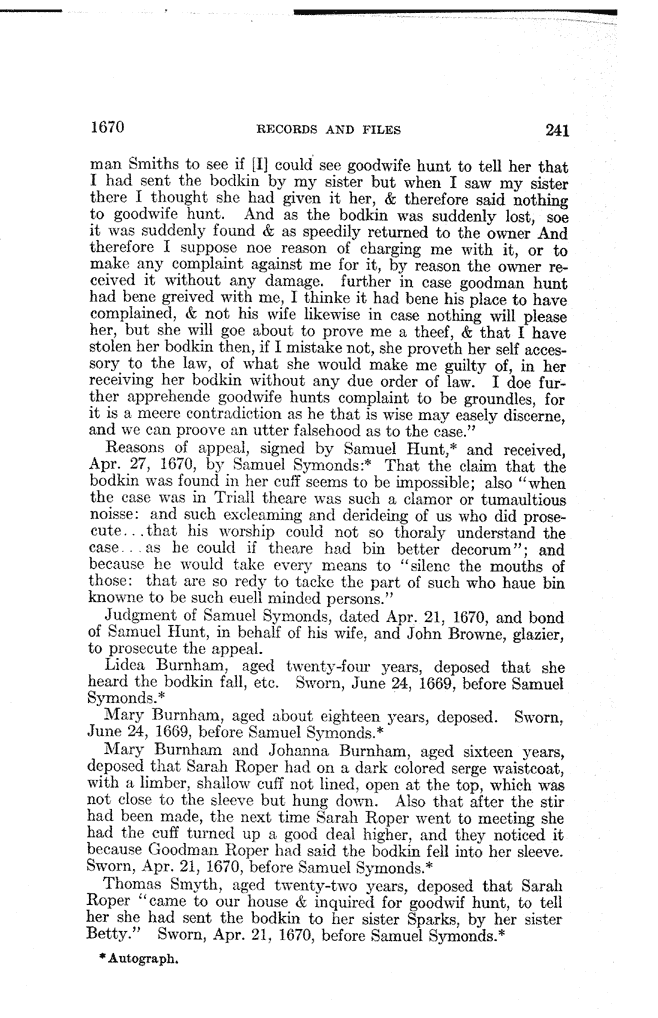 1670 RECORDS AND FILES 241
man Smiths to see if [I] could see goodwife hunt to tell her that
I had sent the bodkin by my sister but when I saw my sister
there I thought she had given it her, & therefore said nothing
to goodwife hunt. And as the bodkin was suddenly lost, soe
it was suddenly found & as speedily returned to the owner And
therefore I suppose noe reason of charging me with it, or to
make any complaint against me for it, by reason the owner re-
ceived it without any damage. further in case goodman hunt
had bene greived with me, I thinke it had bene his place to have
complained, & not his wife likewise in case nothing will please
her, but she will goe about to prove me a theef, & that I have
stolen her bodkin then, if I mistake not, she proveth her self acces-
sory to the law, of what she would make me guilty of, in her
receiving her bodkin without any due order of law. I doe fur-
ther apprehende goodwife hunts complaint to be groundles, for
it is a meere contradiction as he that is wise may easely discerne,
and we can proove an utter falsehood as to the case."
Reasons of appeal, signed by Samuel Hunt,* and received,
Apr. 27, 1670, by Samuel Symonds:* That the claim that the
bodkin was found in her cuff seems to be impossible; also "when
the case was in Triall theare was such a clamor or tumaultious
noisse: and such excleaming and derideing of us who did prose-
cute...that his worship could not so thoraly understand the
case...as he could if theare had bin better decorum"; and
because he would take every means to "silenc the mouths of
those: that are so redy to tacke the part of such who haue bin
knowne to be such euell minded persons."
Judgment of Samuel Symonds, dated Apr. 21, 1670, and bond
of Samuel Hunt, in behalf of his wife, and John Browne, glazier,
to prosecute the appeal.
Lidea Burnham, aged twenty-four years, deposed that she
heard the bodkin fall, etc. Sworn, June 24, 1669, before Samuel
Symonds.*
Mary Burnham, aged about eighteen years, deposed. Sworn,
June 24, 1669, before Samuel Symonds.*
Mary Burnham and Johanna Burnham, aged sixteen years,
deposed that Sarah Roper had on a dark colored serge waistcoat,
with a limber, shallow cuff not lined, open at the top, which was
not close to the sleeve but hung down. Also that after the stir
had been made, the next time Sarah Roper went to meeting she
had the cuff turned up a good deal higher, and they noticed it
because Goodman Roper had said the bodkin fell into her sleeve.
Sworn, Apr. 21, 1670, before Samuel Symonds.*
Thomas Smyth, aged twenty-two years, deposed that Sarah
Roper "came to our house & inquired for goodwif hunt, to tell
her she had sent the bodkin to her sister Sparks, by her sister
Betty." Sworn, Apr. 21, 1670, before Samuel Symonds.*
*Autograph.